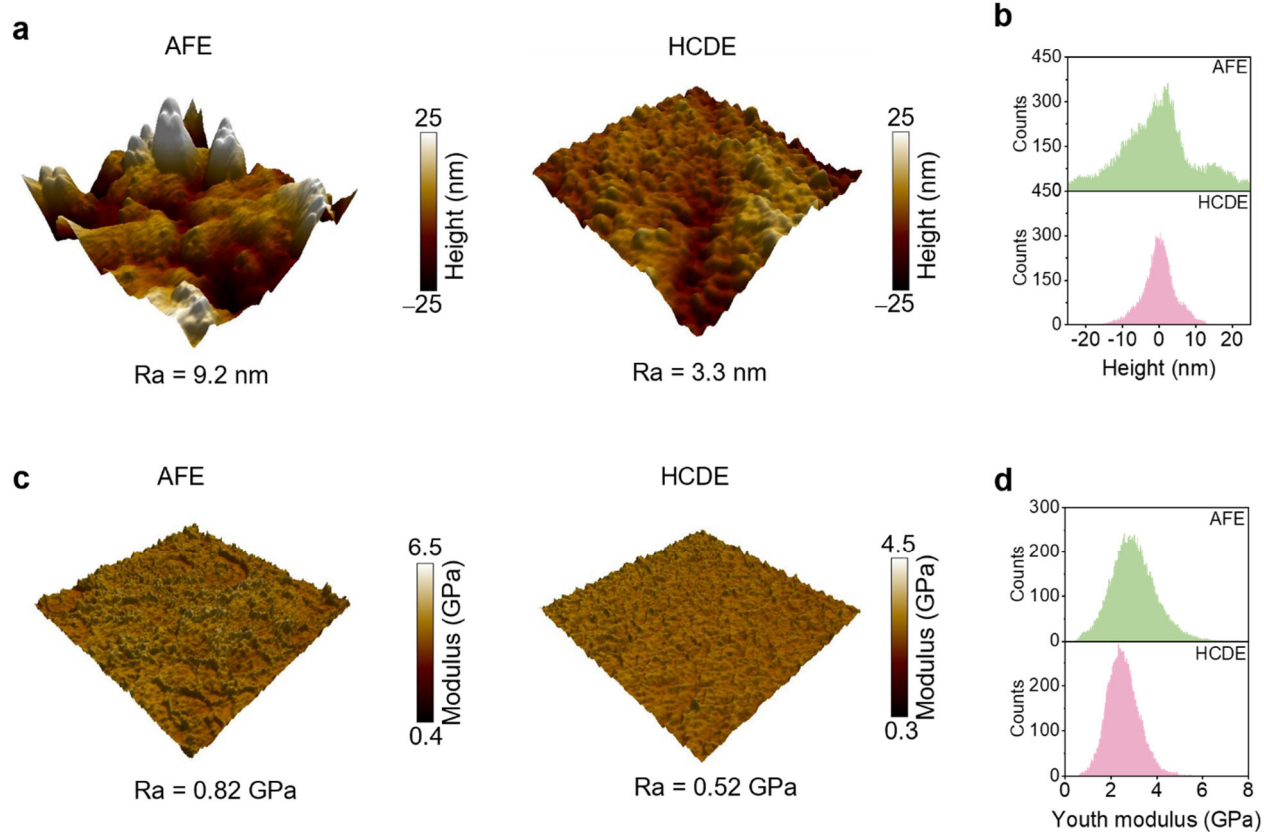 a
AFE
25
Height (nm)
−25
Ra = 9.2 nm
HCDE
25
Height (nm)
−25
Ra = 3.3 nm
b
450
AFE
300
Counts
150
450
HCDE
300
Counts
150
0
-20 -10 0 10 20
Height (nm)
c
AFE
6.5
Modulus (GPa)
0.4
Ra = 0.82 GPa
HCDE
4.5
Modulus (GPa)
0.3
Ra = 0.52 GPa
d
300
AFE
200
Counts
100
0
HCDE
200
Counts
100
0
0 2 4 6 8
Youth modulus (GPa)